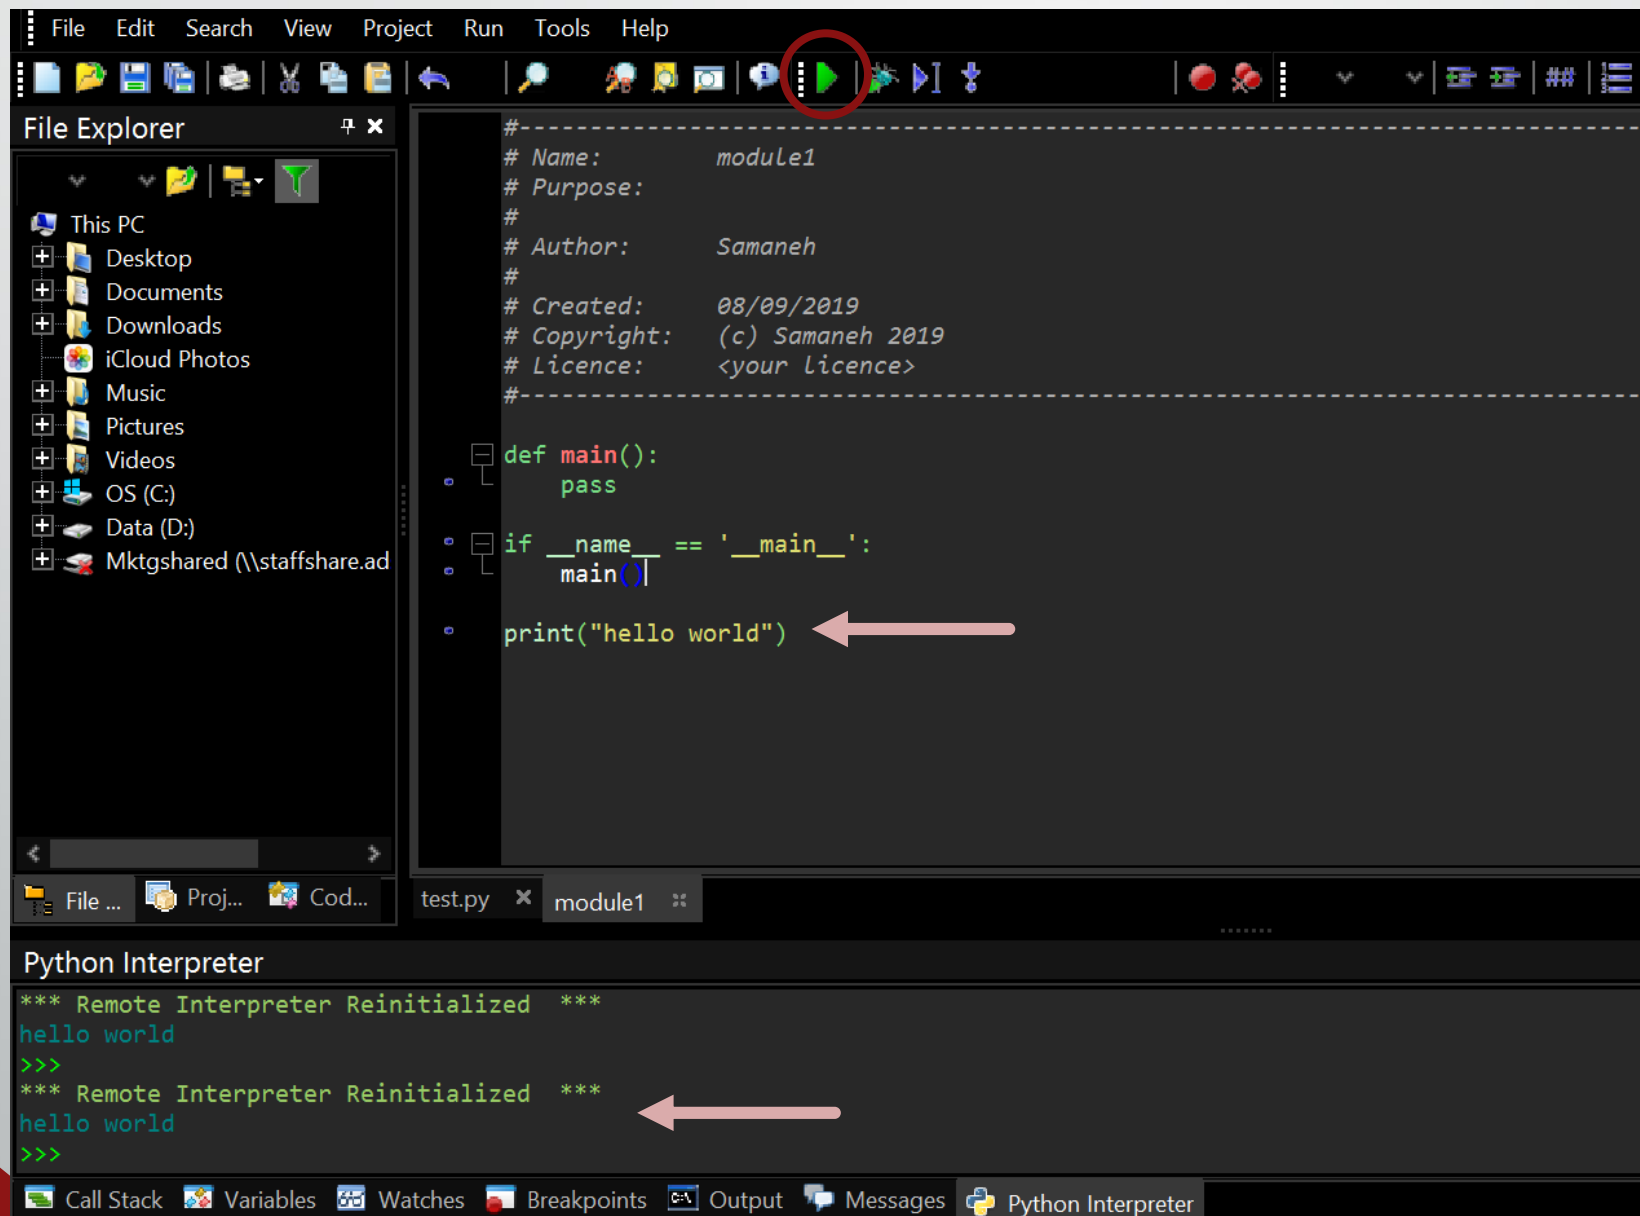 File Edit Search View Project Run Tools Help
File Explorer
This PC
Desktop
Documents
Downloads
iCloud Photos
Music
Pictures
Videos
OS (C:)
Data (D:)
Mktgshared (\\staffshare.ad
File ... Proj... Cod...
#--------------------------------------------------------------------------------
# Name:        module1
# Purpose:
#
# Author:      Samaneh
#
# Created:     08/09/2019
# Copyright:   (c) Samaneh 2019
# Licence:     <your licence>
#--------------------------------------------------------------------------------
def main():
    pass
if __name__ == '__main__':
    main()
print("hello world")
test.py module1
Python Interpreter
*** Remote Interpreter Reinitialized  ***
hello world
>>>
*** Remote Interpreter Reinitialized  ***
hello world
>>>
Call Stack Variables Watches Breakpoints Output Messages Python Interpreter